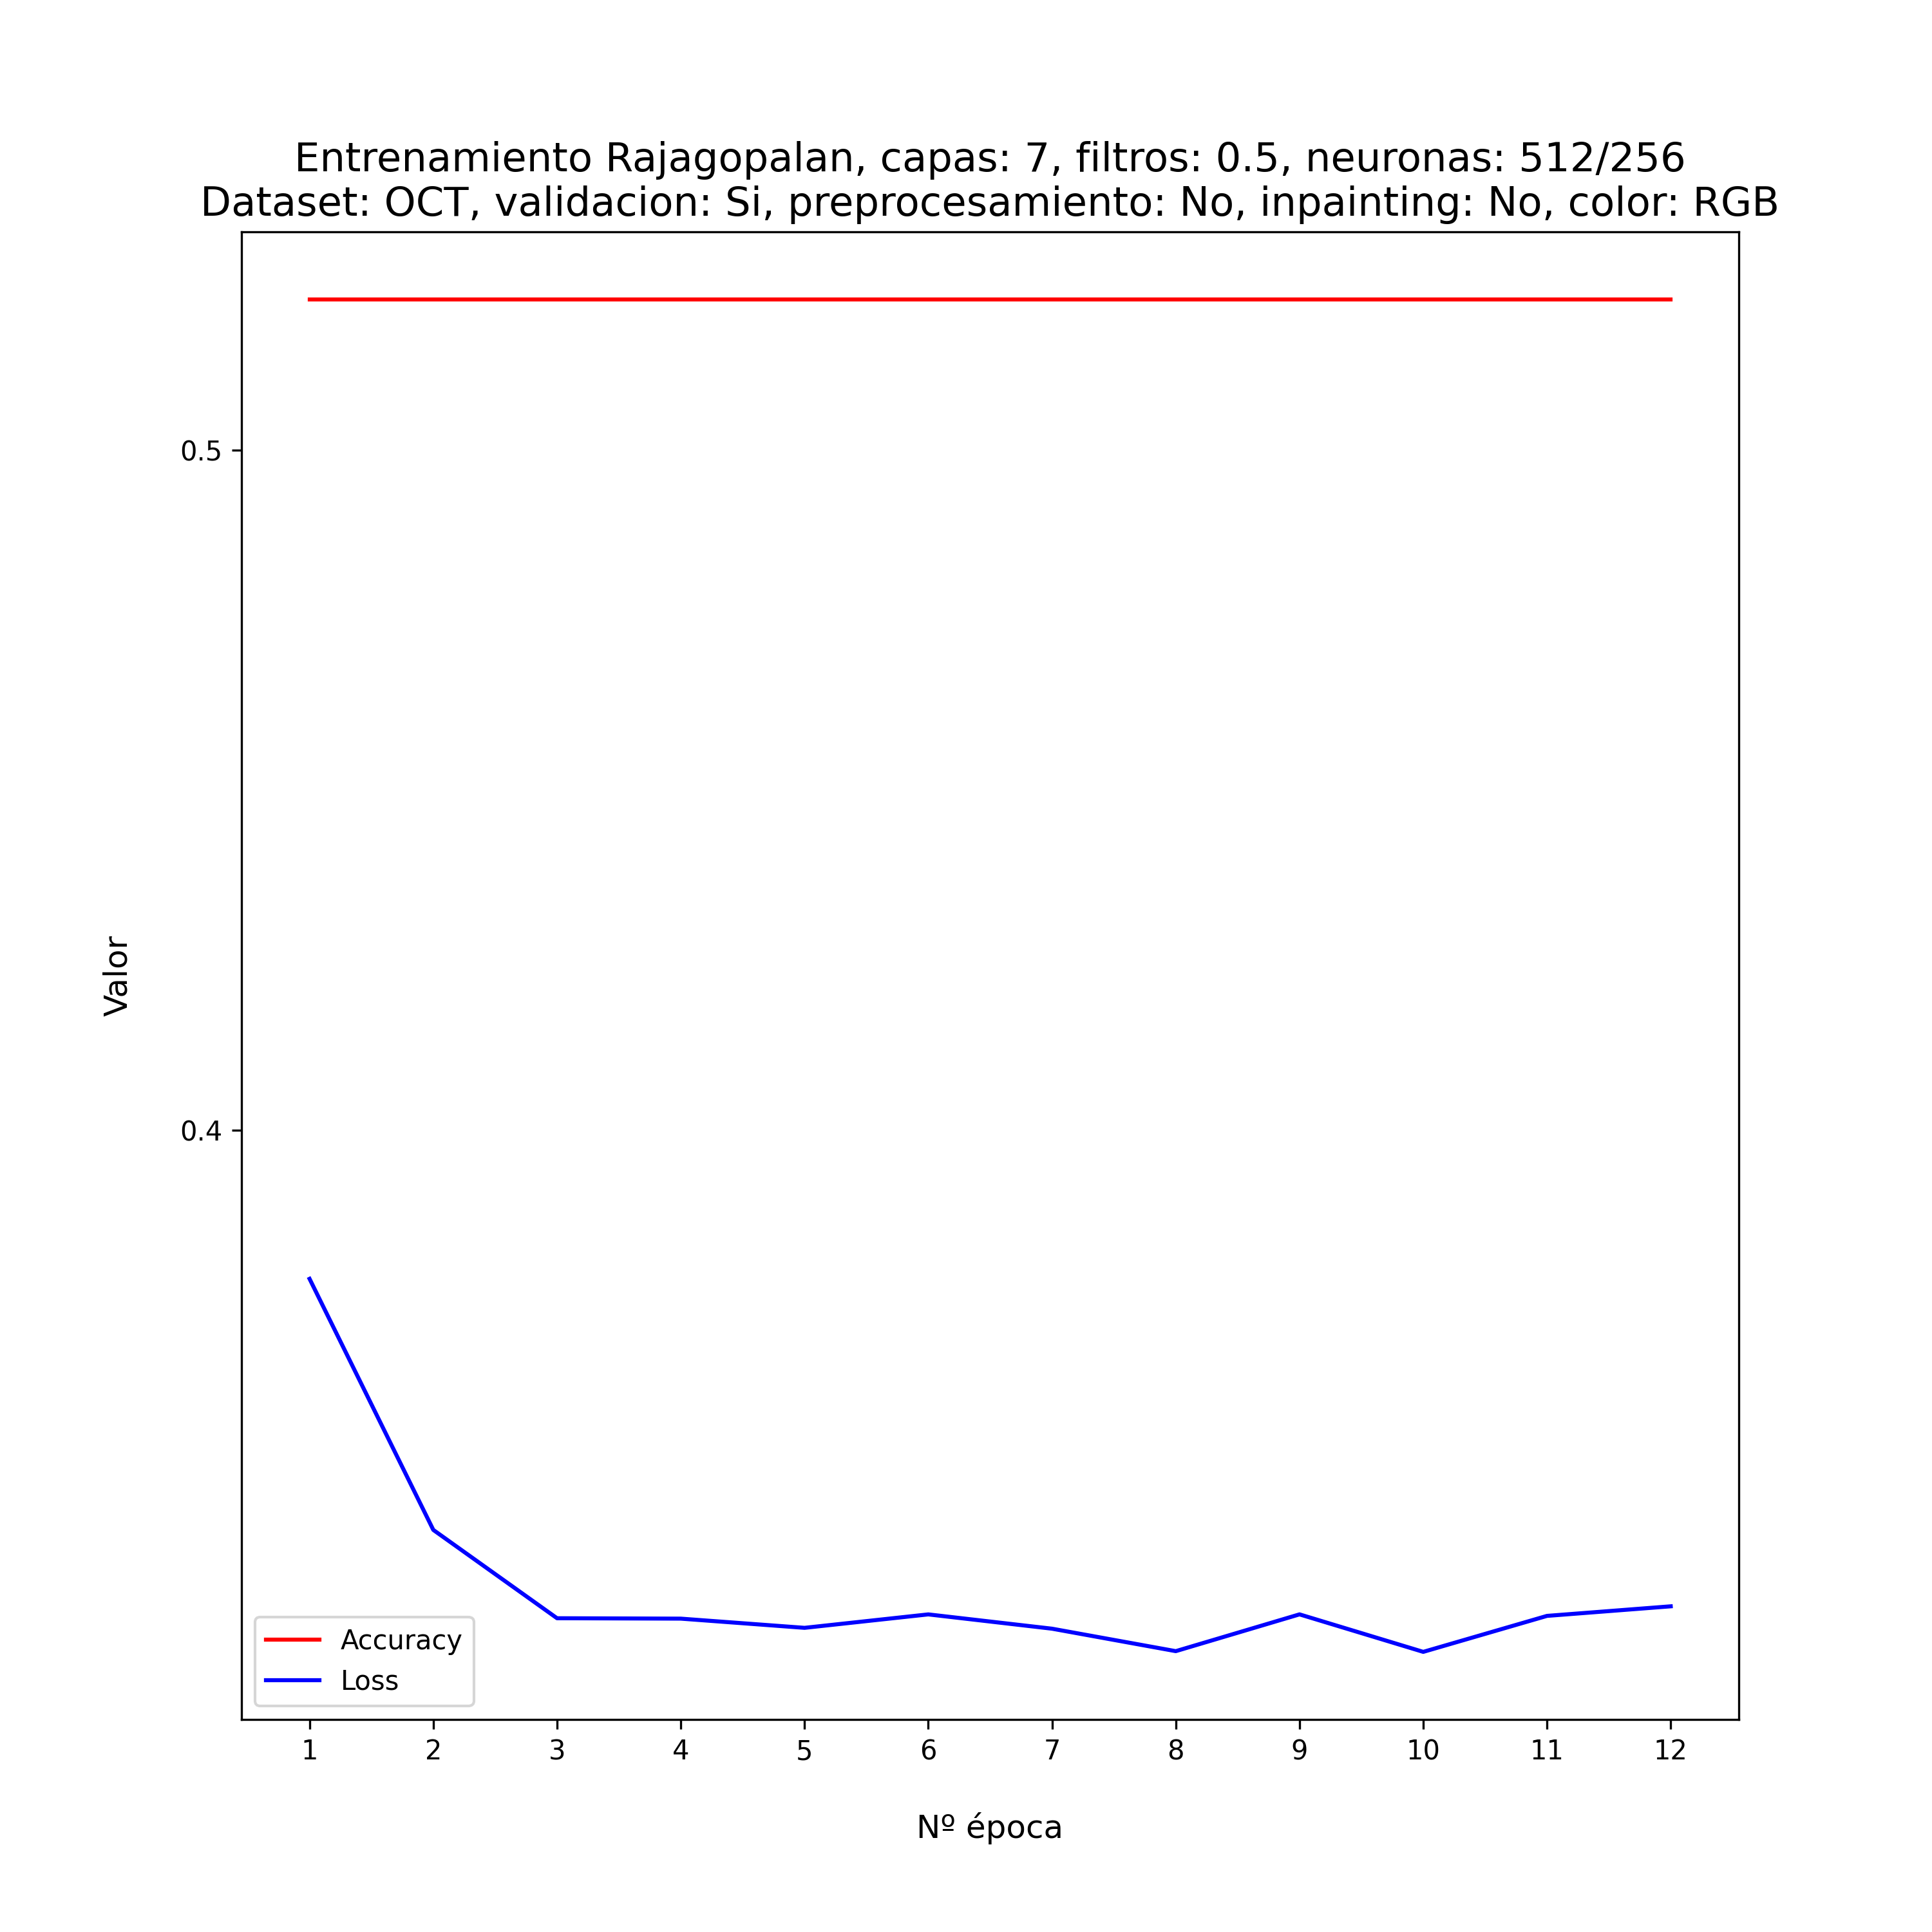 Entrenamiento Rajagopalan, capas: 7, filtros: 0.5, neuronas: 512/256
Dataset: OCT, validacion: Si, preprocesamiento: No, inpainting: No, color: RGB
0.5
0.4
Valor
Accuracy
Loss
1 2 3 4 5 6 7 8 9 10 11 12
Nº época